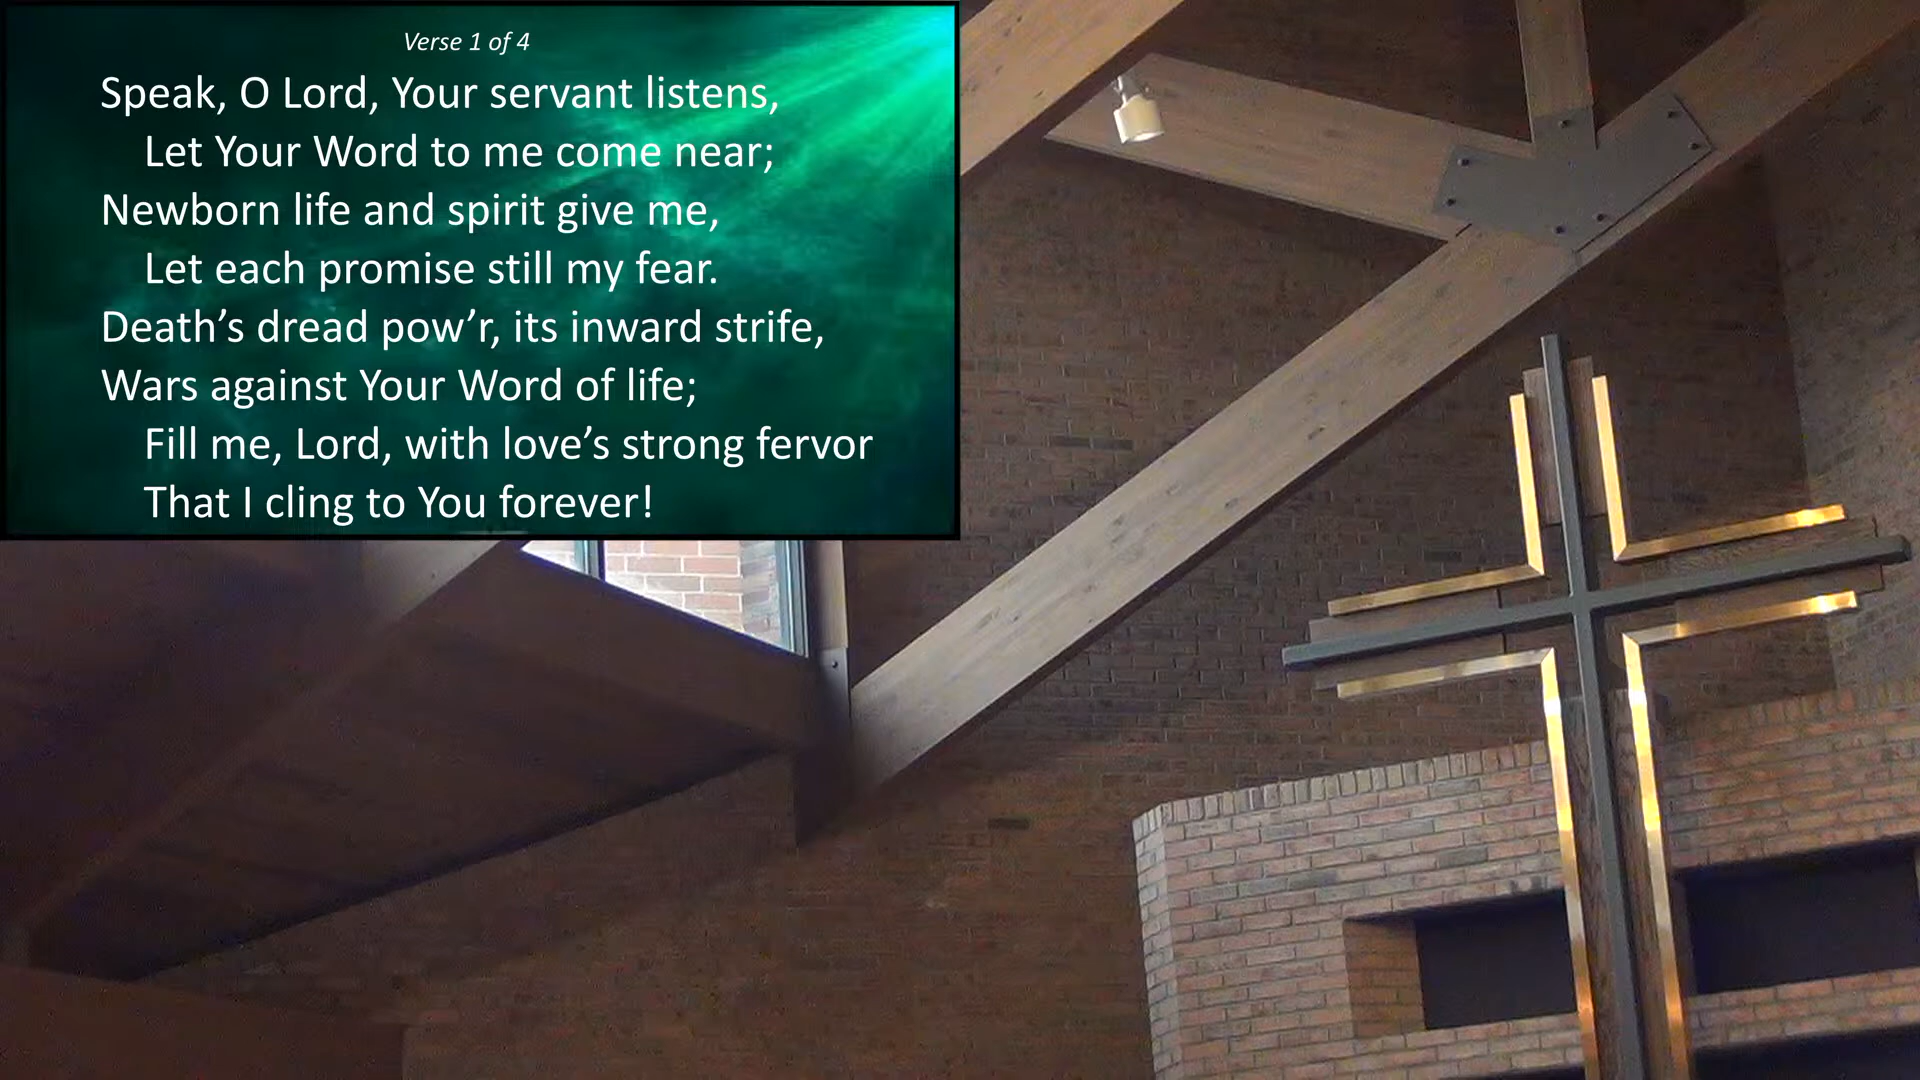 Verse 1 of 4
Speak, O Lord, Your servant listens,
Let Your Word to me come near;
Newborn life and spirit give me,
Let each promise still my fear.
Death’s dread pow’r, its inward strife,
Wars against Your Word of life;
Fill me, Lord, with love’s strong fervor
That I cling to You forever!